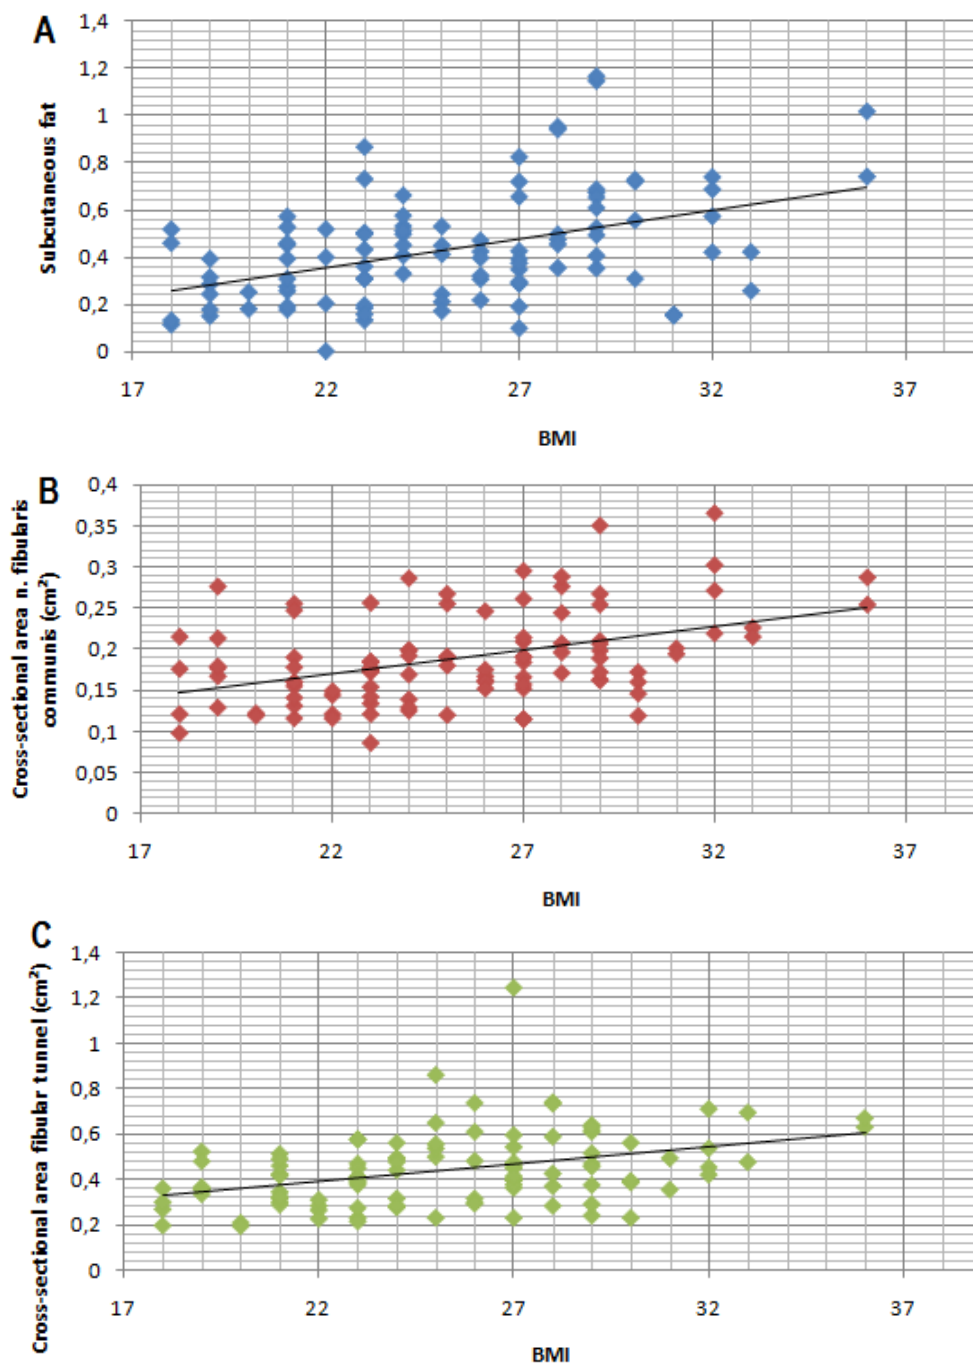 A
Subcutaneous fat
1,4
1,2
1
0,8
0,6
0,4
0,2
0
17 22 27 32 37
BMI
B
Cross-sectional area n. fibularis
communis (cm²)
0,4
0,35
0,3
0,25
0,2
0,15
0,1
0,05
0
17 22 27 32 37
BMI
C
Cross-sectional area fibular tunnel (cm²)
1,4
1,2
1
0,8
0,6
0,4
0,2
0
17 22 27 32 37
BMI